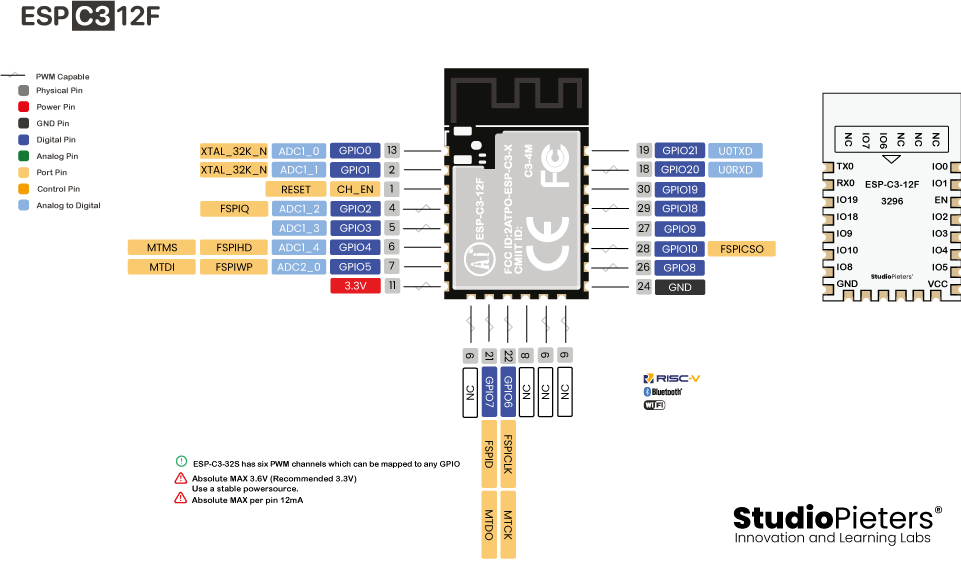 ESP C3 12F
PWM Capable
Physical Pin
Power Pin
GND Pin
Digital Pin
Analog Pin
Port Pin
Control Pin
Analog to Digital
XTAL_32K_N ADC1_0 GPIO0 13
XTAL_32K_N ADC1_1 GPIO1 2
RESET CH_EN 1
FSPIQ ADC1_2 GPIO2 4
ADC1_3 GPIO3 5
MTMS FSPIHD ADC1_4 GPIO4 6
MTDI FSPIWP ADC2_0 GPIO5 7
3.3V 11
Ai
ESP-C3-12F
FCC ID:2ATPO-ESP-C3-X
CMIIT ID:
C3-4M
CE
FC
19 GPIO21 U0TXD
18 GPIO20 U0RXD
30 GPIO19
29 GPIO18
27 GPIO9
28 GPIO10 FSPICSO
26 GPIO8
24 GND
6 NC
21 GPIO7 FSPID MTDO
22 GPIO6 FSPICLK MTCK
8 NC
6 NC
6 NC
NC IO7 IO6 NC NC NC
TX0 IO0
RX0 ESP-C3-12F IO1
IO19 3296 EN
IO18 IO2
IO9 IO3
IO10 IO4
IO8 StudioPieters' IO5
GND VCC
RISC-V
Bluetooth®
WiFi
ESP-C3-32S has six PWM channels which can be mapped to any GPIO
Absolute MAX 3.6V (Recommended 3.3V)
Use a stable powersource.
Absolute MAX per pin 12mA
StudioPieters®
Innovation and Learning Labs